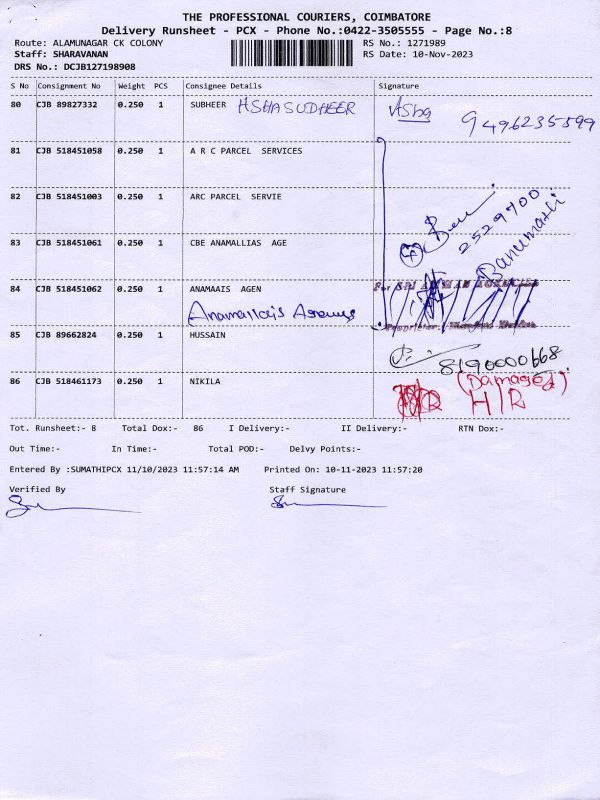 THE PROFESSIONAL COURIERS, COIMBATORE
Delivery Runsheet - PCX - Phone No.:0422-3505555 - Page No.:8
Route: ALAMUNAGAR CK COLONY RS No.: 1271989
Staff: SHARAVANAN RS Date: 10-Nov-2023
DRS No.: DCJB127198908
S No Consignment No Weight PCS Consignee Details Signature
80 CJB 89827332 0.250 1 SUBHEER ASHA SUDHEER Asha 9496235599
81 CJB 518451058 0.250 1 A R C PARCEL SERVICES
82 CJB 518451003 0.250 1 ARC PARCEL SERVIE
2529700
Banumathi
83 CJB 518451061 0.250 1 CBE ANAMALLIAS AGE
84 CJB 518451062 0.250 1 ANAMAAIS AGEN
Anamallais Agencys
85 CJB 89662824 0.250 1 HUSSAIN
8190000668
86 CJB 518461173 0.250 1 NIKILA (Damages)
H/R
Tot. Runsheet:- 8 Total Dox:- 86 I Delivery:- II Delivery:- RTN Dox:-
Out Time:- In Time:- Total POD:- Delvy Points:-
Entered By :SUMATHIPCX 11/10/2023 11:57:14 AM Printed On: 10-11-2023 11:57:20
Verified By Staff Signature